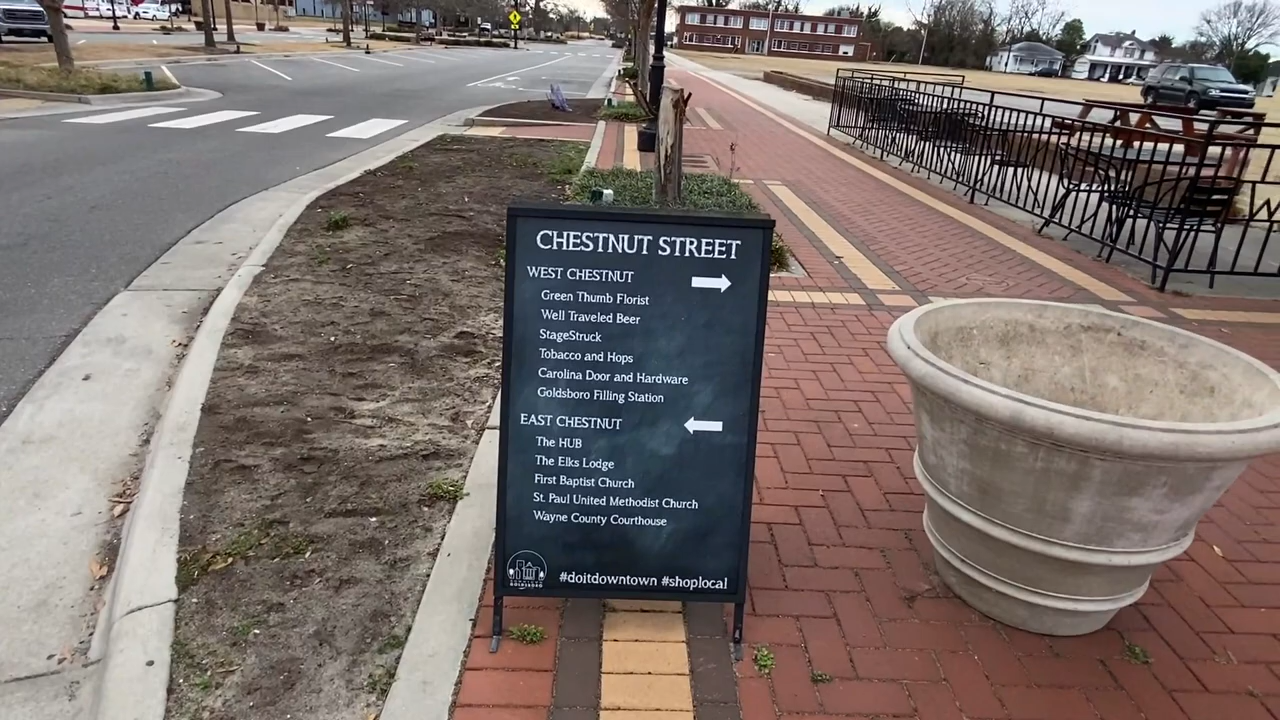 CHESTNUT STREET
WEST CHESTNUT
Green Thumb Florist
Well Traveled Beer
StageStruck
Tobacco and Hops
Carolina Door and Hardware
Goldsboro Filling Station
EAST CHESTNUT
The HUB
The Elks Lodge
First Baptist Church
St. Paul United Methodist Church
Wayne County Courthouse
GOLDSBORO
#doitdowntown #shoplocal